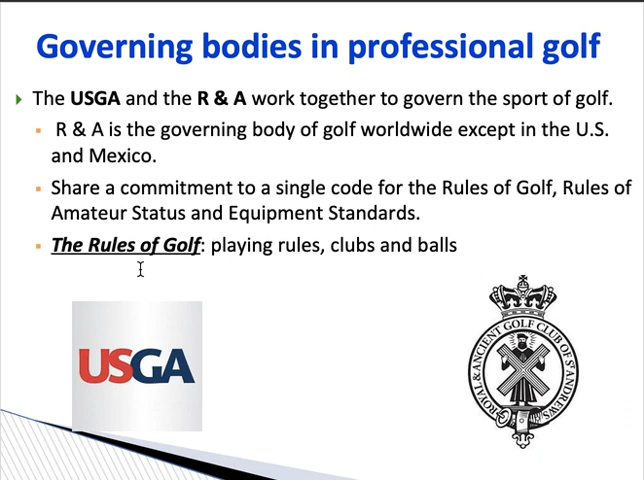 Governing bodies in professional golf
The USGA and the R & A work together to govern the sport of golf.
R & A is the governing body of golf worldwide except in the U.S.
and Mexico.
Share a commitment to a single code for the Rules of Golf, Rules of
Amateur Status and Equipment Standards.
The Rules of Golf: playing rules, clubs and balls
USGA
ROYAL & ANCIENT GOLF CLUB OF ST ANDREWS